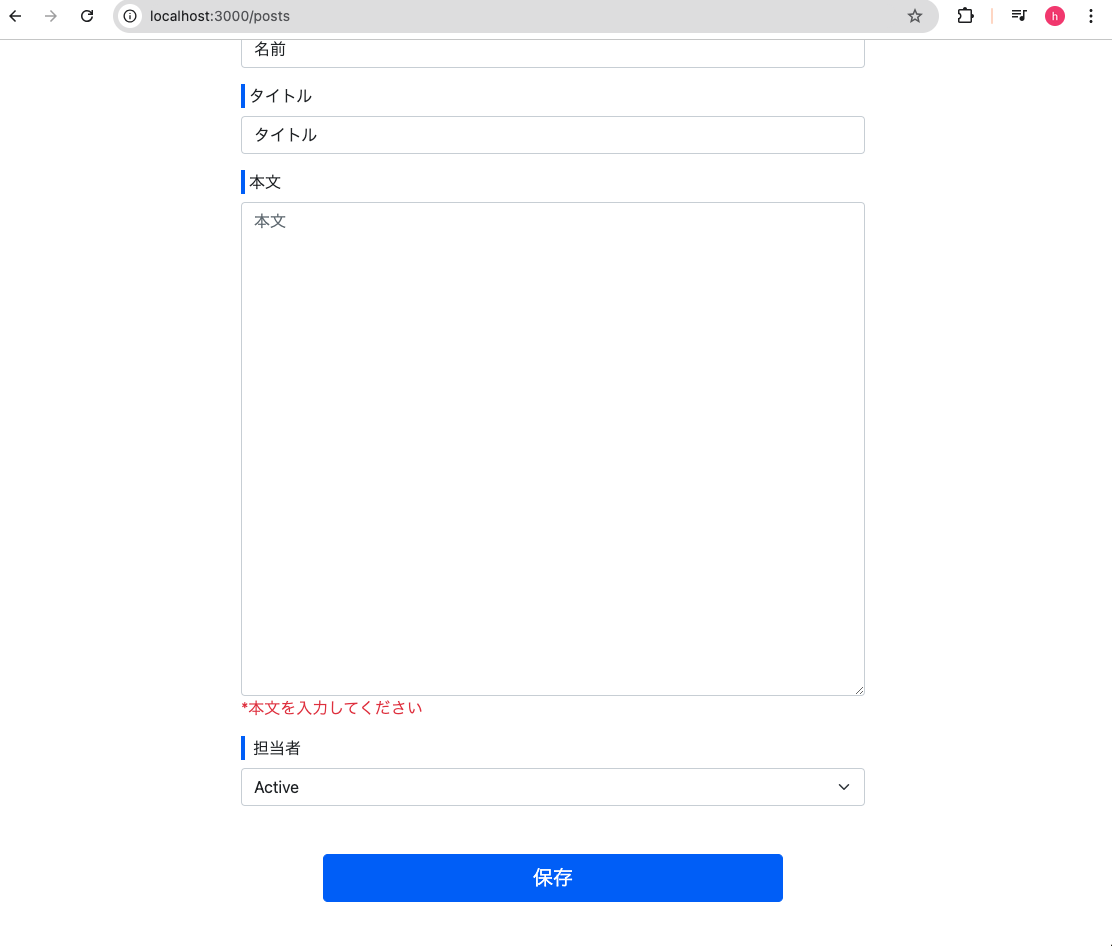 localhost:3000/posts
h
名前
タイトル
タイトル
本文
本文
*本文を入力してください
担当者
Active
保存